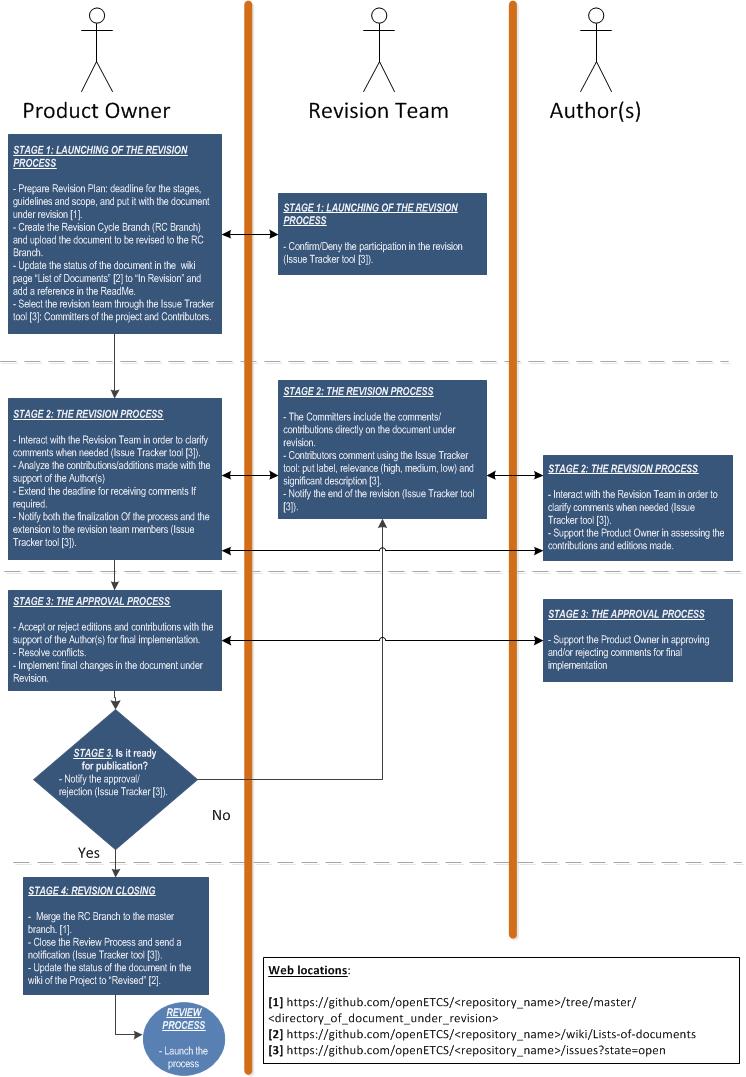 Product Owner
Revision Team
Author(s)
STAGE 1: LAUNCHING OF THE REVISION
PROCESS
- Prepare Revision Plan: deadline for the stages,
guidelines and scope, and put it with the document
under revision [1].
- Create the Revision Cycle Branch (RC Branch)
and upload the document to be revised to the RC
Branch.
- Update the status of the document in the wiki
page “List of Documents” [2] to “In Revision” and
add a reference in the ReadMe.
- Select the revision team through the Issue Tracker
tool [3]: Committers of the project and Contributors.
STAGE 1: LAUNCHING OF THE REVISION
PROCESS
- Confirm/Deny the participation in the revision
(Issue Tracker tool [3]).
STAGE 2: THE REVISION PROCESS
- Interact with the Revision Team in order to clarify
comments when needed (Issue Tracker tool [3]).
- Analyze the contributions/additions made with the
support of the Author(s)
- Extend the deadline for receiving comments If
required.
- Notify both the finalization Of the process and the
extension to the revision team members (Issue
Tracker tool [3]).
STAGE 2: THE REVISION PROCESS
- The Committers include the comments/
contributions directly on the document under
revision.
- Contributors comment using the Issue Tracker
tool: put label, relevance (high, medium, low) and
significant description [3].
- Notify the end of the revision (Issue Tracker tool
[3]).
STAGE 2: THE REVISION PROCESS
- Interact with the Revision Team in order to
clarify comments when needed (Issue
Tracker tool [3]).
- Support the Product Owner in assessing the
contributions and editions made.
STAGE 3: THE APPROVAL PROCESS
- Accept or reject editions and contributions with the
support of the Author(s) for final implementation.
- Resolve conflicts.
- Implement final changes in the document under
Revision.
STAGE 3: THE APPROVAL PROCESS
- Support the Product Owner in approving
and/or rejecting comments for final
implementation
STAGE 3. Is it ready
for publication?
- Notify the approval/
rejection (Issue Tracker [3]).
No
Yes
STAGE 4: REVISION CLOSING
- Merge the RC Branch to the master
branch. [1].
- Close the Review Process and send a
notification (Issue Tracker tool [3]).
- Update the status of the document in the
wiki of the Project to “Revised” [2].
REVIEW
PROCESS
- Launch the
process
Web locations:
[1] https://github.com/openETCS/<repository_name>/tree/master/
<directory_of_document_under_revision>
[2] https://github.com/openETCS/<repository_name>/wiki/Lists-of-documents
[3] https://github.com/openETCS/<repository_name>/issues?state=open